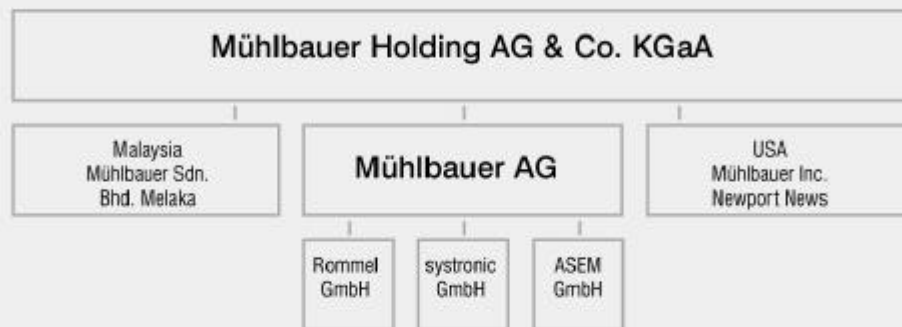 Mühlbauer Holding AG & Co. KGaA
Malaysia
Mühlbauer Sdn.
Bhd. Melaka
Mühlbauer AG
USA
Mühlbauer Inc.
Newport News
Rommel
GmbH
systronic
GmbH
ASEM
GmbH